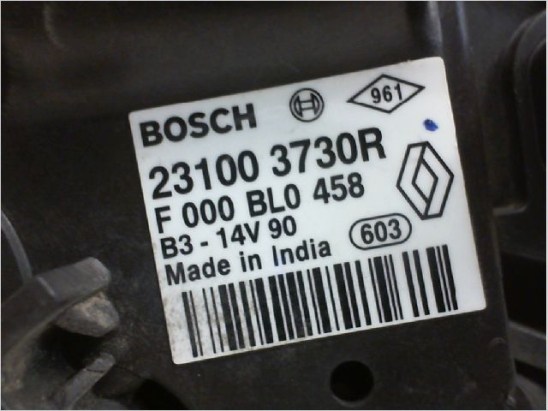 BOSCH
961
23100 3730R
F 000 BL0 458
B3 - 14V 90
603
Made in India